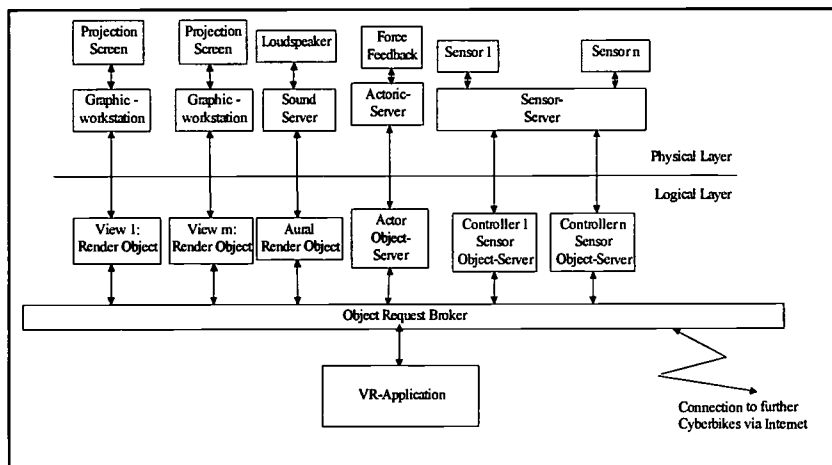 Projection
Screen
Projection
Screen
Loudspeaker
Force
Feedback
Sensor 1
Sensor n
Graphic -
workstation
Graphic -
workstation
Sound
Server
Actoric-
Server
Sensor-
Server
Physical Layer
Logical Layer
View 1:
Render Object
View m:
Render Object
Aural
Render Object
Actor
Object-
Server
Controller 1
Sensor
Object-Server
Controller n
Sensor
Object-Server
Object Request Broker
VR-Application
Connection to further
Cyberbikes via Internet